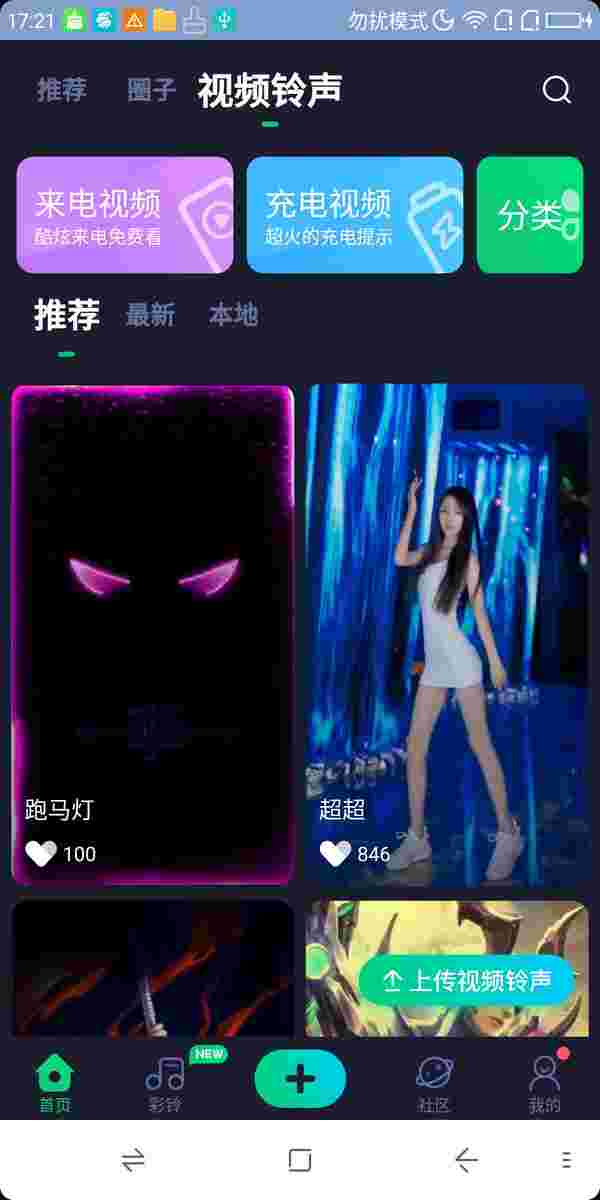 17:21 勿扰模式
推荐 圈子 视频铃声
来电视频 充电视频 分类
酷炫来电免费看 超火的充电提示
推荐 最新 本地
跑马灯 超超
100 846
上传视频铃声
NEW
首页 彩铃 社区 我的